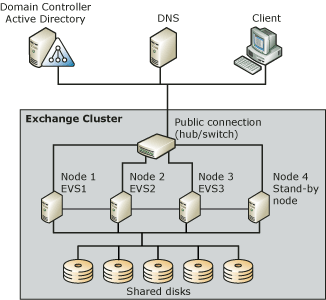 Domain Controller
Active Directory
DNS
Client
Exchange Cluster
Public connection
(hub/switch)
Node 1
EVS1
Node 2
EVS2
Node 3
EVS3
Node 4
Stand-by
node
Shared disks